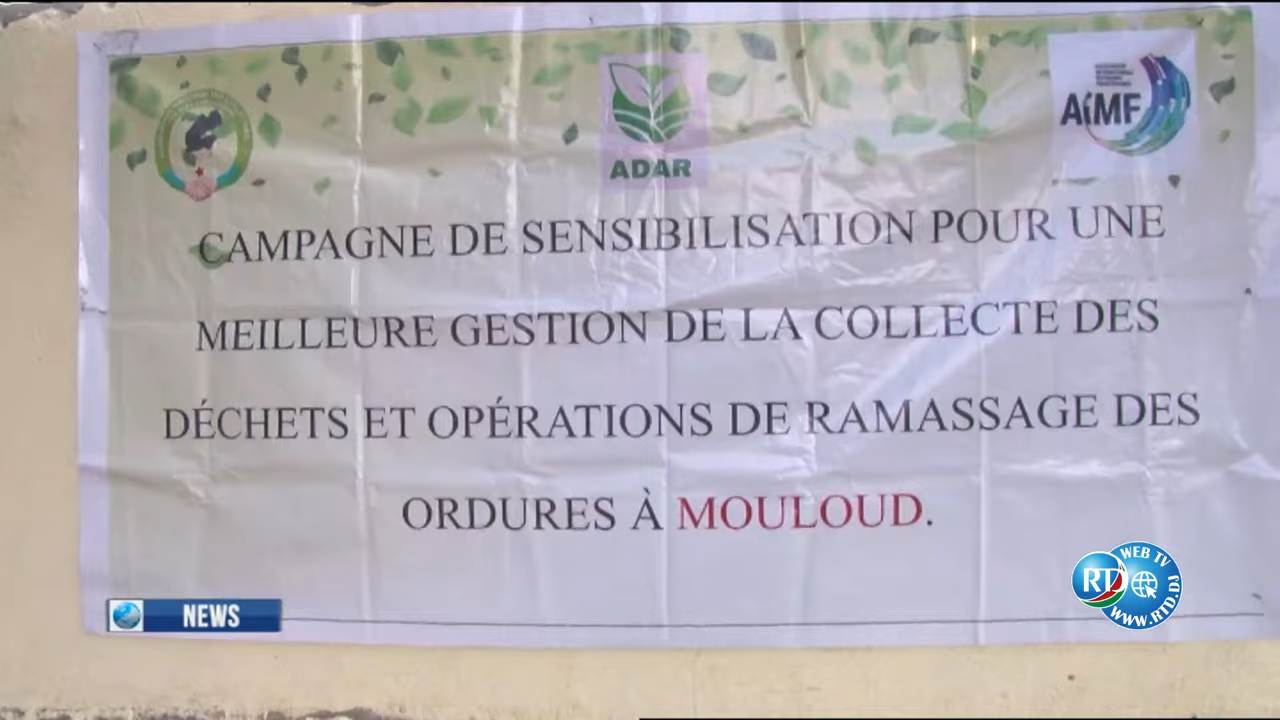 ADAR
AIMF
CAMPAGNE DE SENSIBILISATION POUR UNE
MEILLEURE GESTION DE LA COLLECTE DES
DÉCHETS ET OPÉRATIONS DE RAMASSAGE DES
ORDURES À MOULOUD.
NEWS
WEB TV
RTD
WWW.RTD.DJ